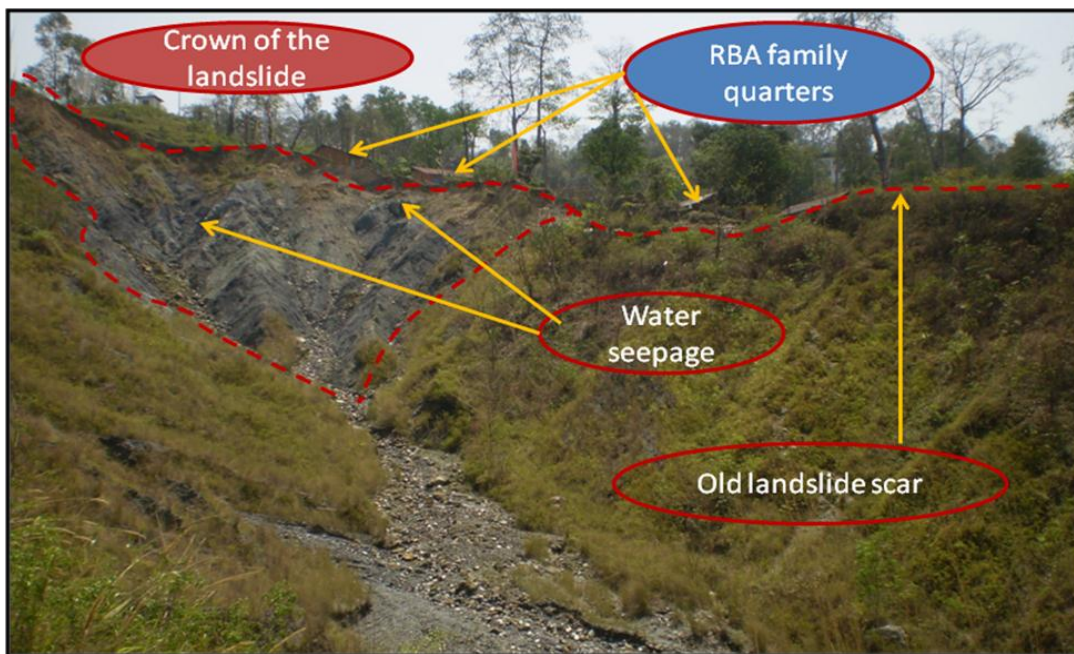 Crown of the
landslide
RBA family
quarters
Water
seepage
Old landslide scar